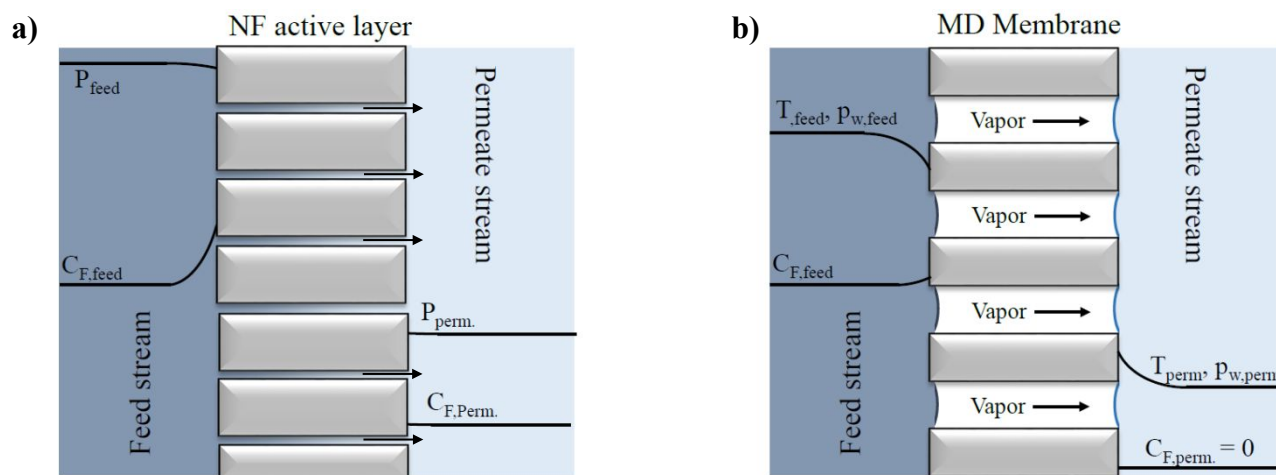 a)
NF active layer
P_feed
C_F,feed
Feed stream
Permeate stream
P_perm.
C_F,Perm.
b)
MD Membrane
T_,feed, p_w,feed
C_F,feed
Feed stream
Vapor
Vapor
Vapor
Vapor
Permeate stream
T_perm, p_w,perm
C_F,perm. = 0